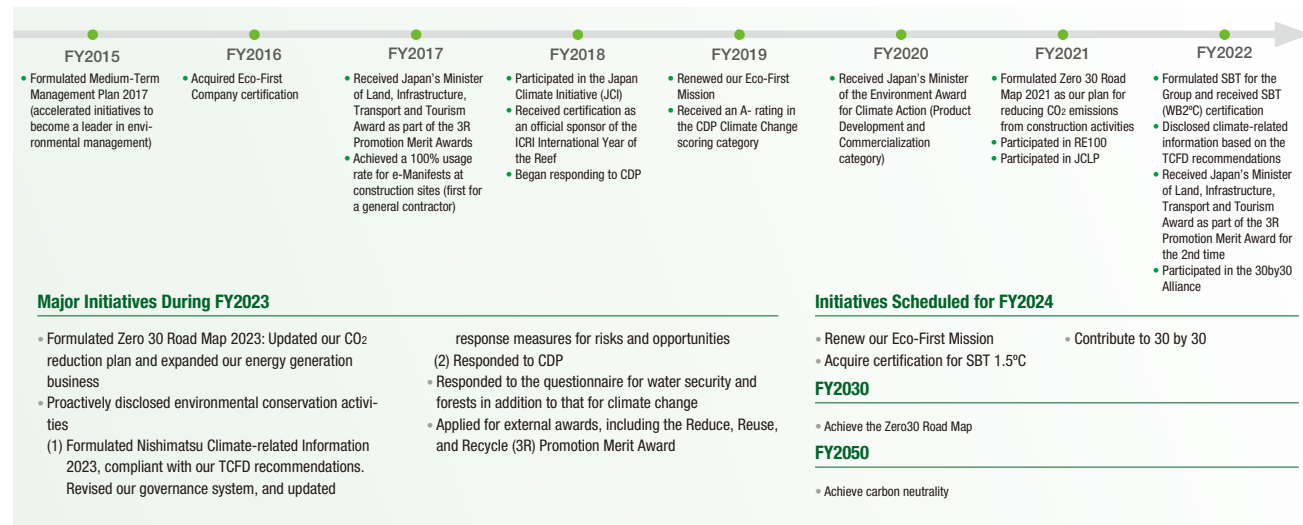 FY2015
• Formulated Medium-Term
Management Plan 2017
(accelerated initiatives to
become a leader in envi-
ronmental management)
FY2016
• Acquired Eco-First
Company certification
FY2017
• Received Japan's Minister
of Land, Infrastructure,
Transport and Tourism
Award as part of the 3R
Promotion Merit Awards
• Achieved a 100% usage
rate for e-Manifests at
construction sites (first for
a general contractor)
FY2018
• Participated in the Japan
Climate Initiative (JCI)
• Received certification as
an official sponsor of the
ICRI International Year of
the Reef
• Began responding to CDP
FY2019
• Renewed our Eco-First
Mission
• Received an A- rating in
the CDP Climate Change
scoring category
FY2020
• Received Japan's Minister
of the Environment Award
for Climate Action (Product
Development and
Commercialization
category)
FY2021
• Formulated Zero 30 Road
Map 2021 as our plan for
reducing CO2 emissions
from construction activities
• Participated in RE100
• Participated in JCLP
FY2022
• Formulated SBT for the
Group and received SBT
(WB2ºC) certification
• Disclosed climate-related
information based on the
TCFD recommendations
• Received Japan's Minister
of Land, Infrastructure,
Transport and Tourism
Award as part of the 3R
Promotion Merit Award for
the 2nd time
• Participated in the 30by30
Alliance
Major Initiatives During FY2023
• Formulated Zero 30 Road Map 2023: Updated our CO2
reduction plan and expanded our energy generation
business
• Proactively disclosed environmental conservation activi-
ties
(1) Formulated Nishimatsu Climate-related Information
2023, compliant with our TCFD recommendations.
Revised our governance system, and updated
response measures for risks and opportunities
(2) Responded to CDP
• Responded to the questionnaire for water security and
forests in addition to that for climate change
• Applied for external awards, including the Reduce, Reuse,
and Recycle (3R) Promotion Merit Award
Initiatives Scheduled for FY2024
• Renew our Eco-First Mission
• Acquire certification for SBT 1.5ºC
• Contribute to 30 by 30
FY2030
• Achieve the Zero30 Road Map
FY2050
• Achieve carbon neutrality